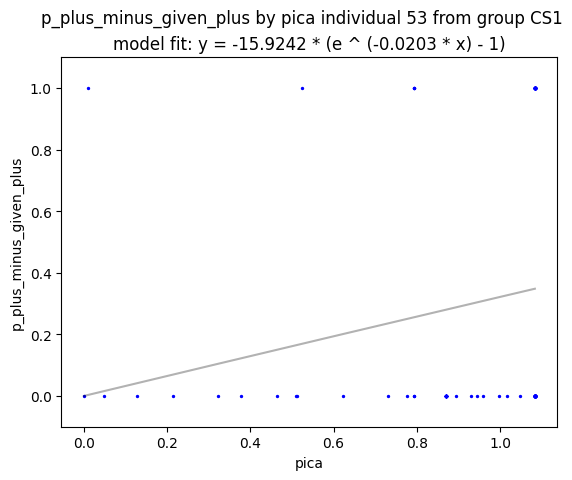 p_plus_minus_given_plus by pica individual 53 from group CS1
model fit: y = -15.9242 * (e ^ (-0.0203 * x) - 1)
1.0
0.8
0.6
0.4
0.2
0.0
p_plus_minus_given_plus
0.0 0.2 0.4 0.6 0.8 1.0
pica